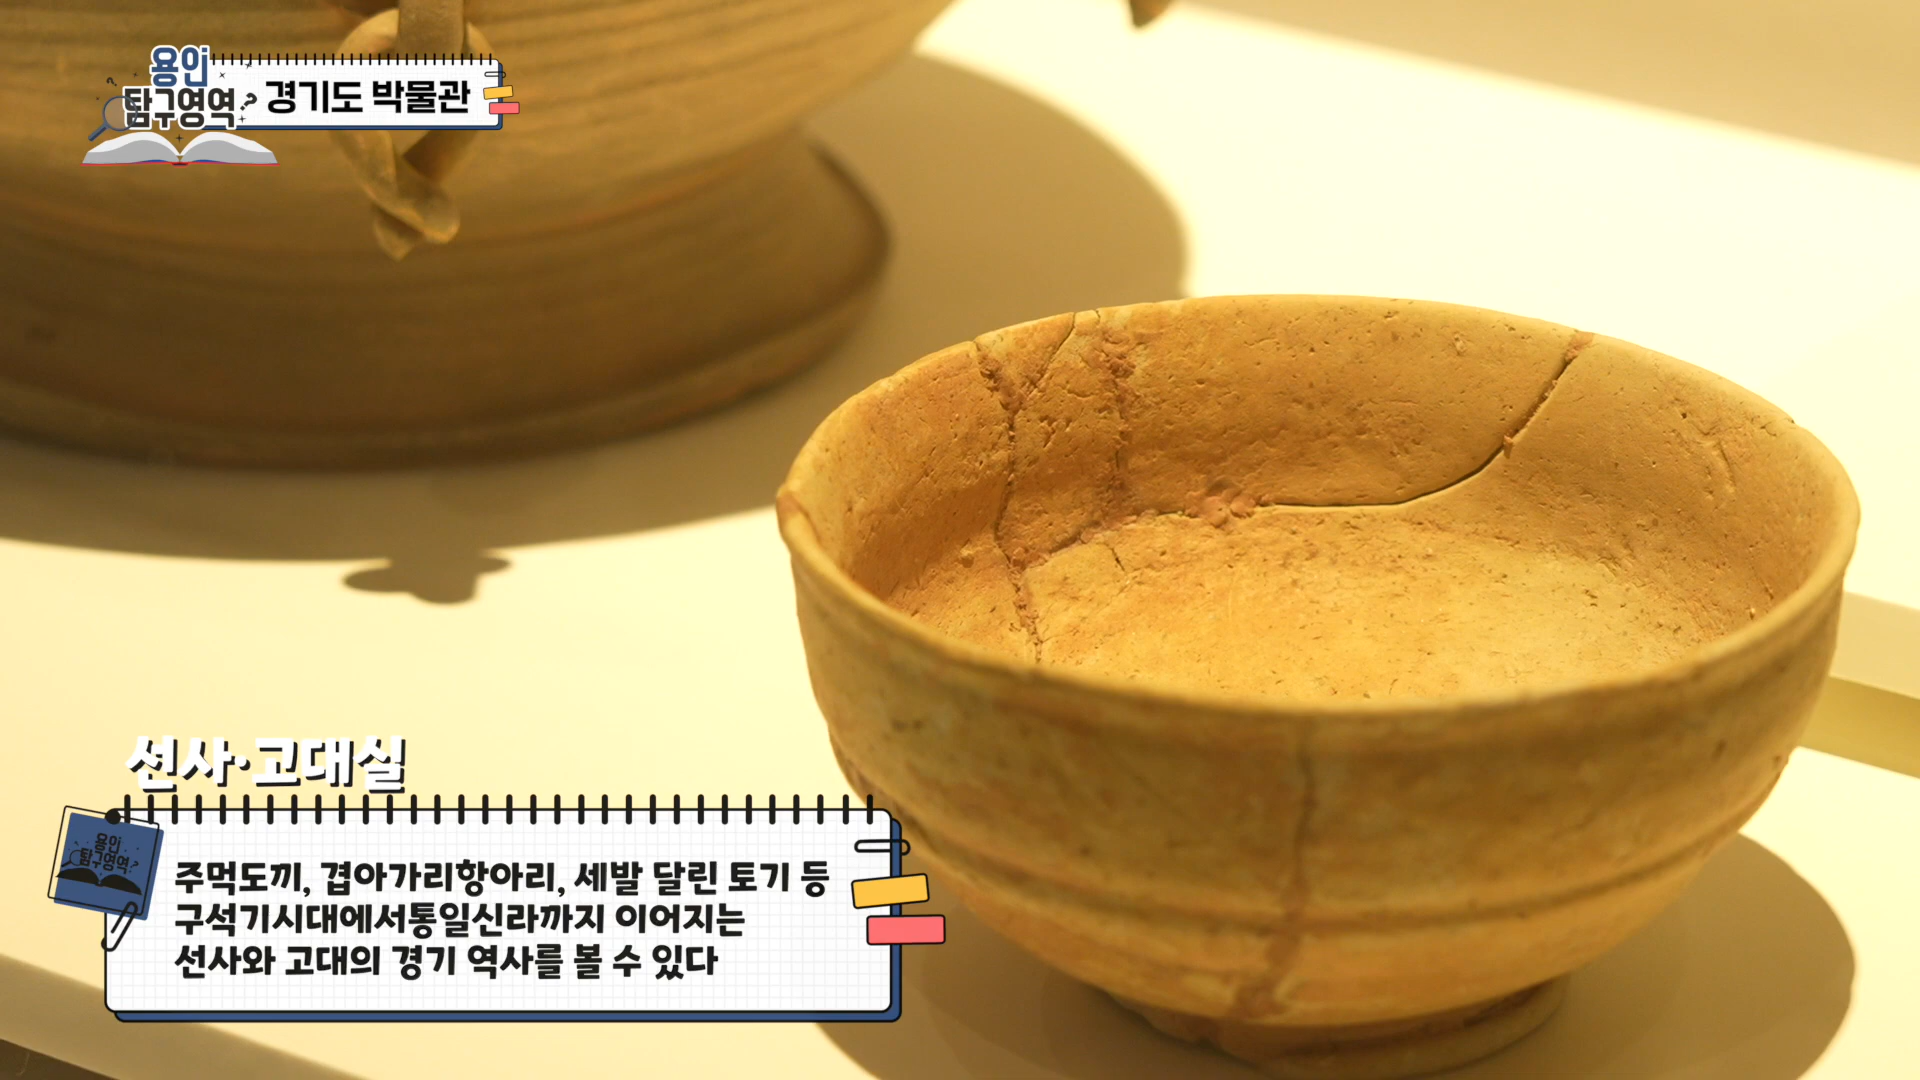 용인
탐구영역?
경기도 박물관
선사·고대실
용인
탐구영역?
주먹도끼, 겹아가리항아리, 세발 달린 토기 등
구석기시대에서통일신라까지 이어지는
선사와 고대의 경기 역사를 볼 수 있다